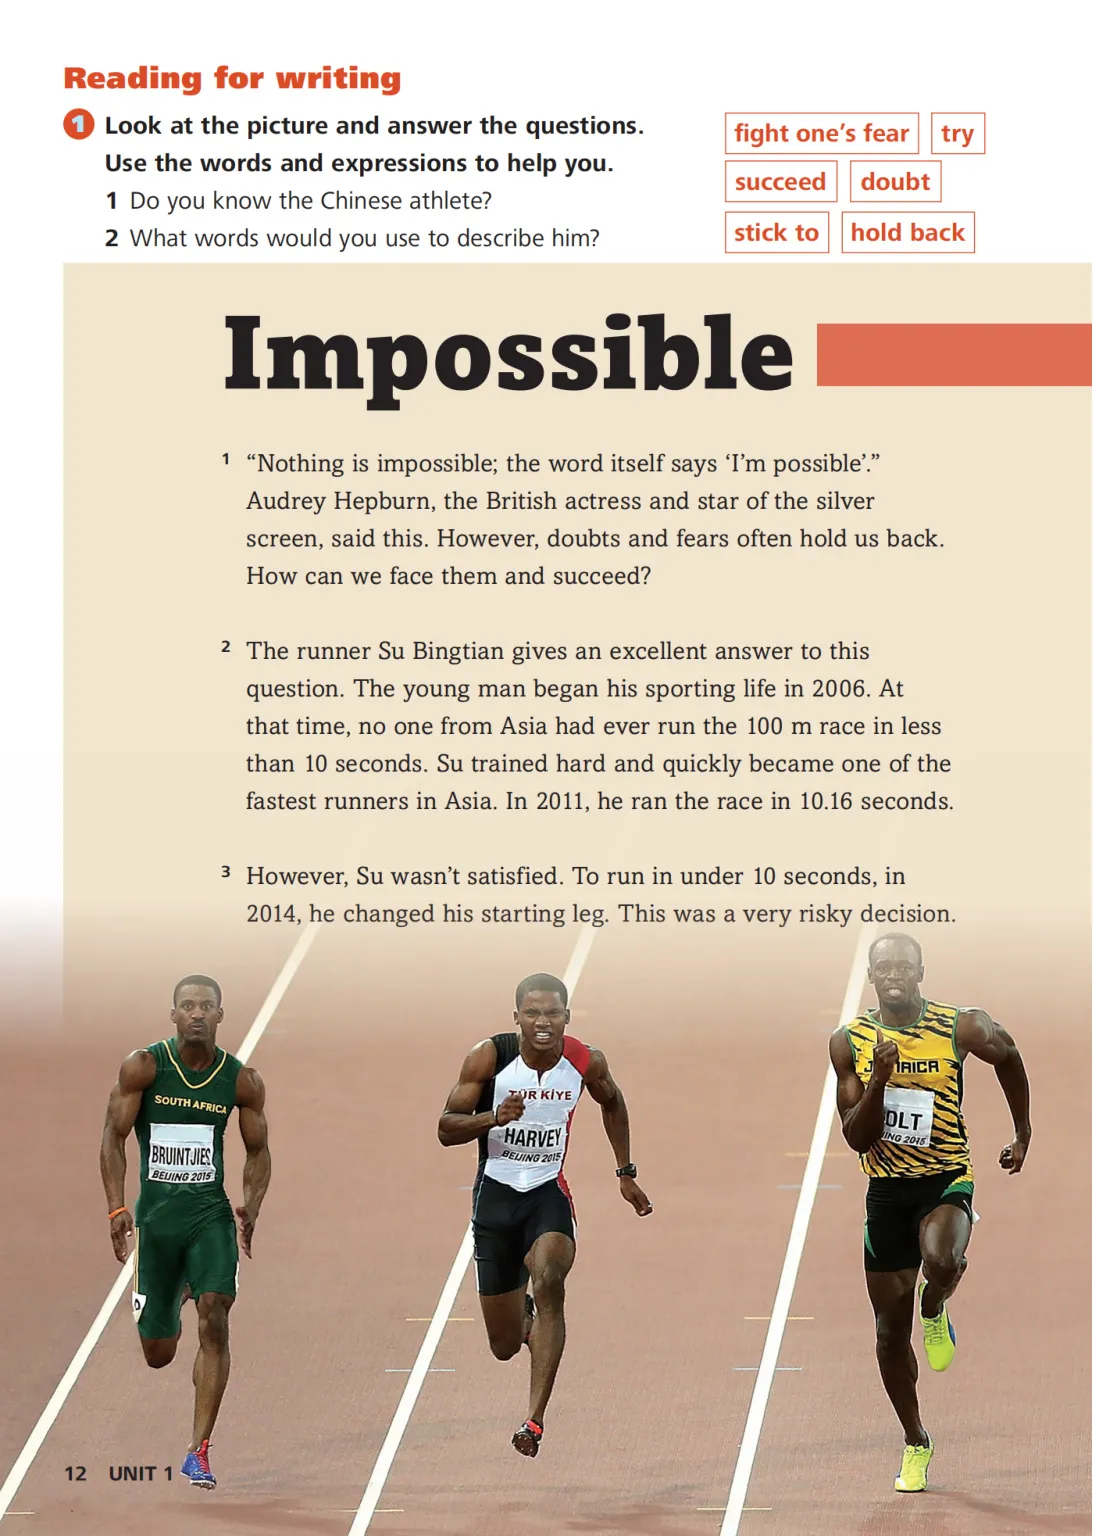 Reading for writing
1 Look at the picture and answer the questions.
Use the words and expressions to help you.
1 Do you know the Chinese athlete?
2 What words would you use to describe him?
fight one's fear try
succeed doubt
stick to hold back
Impossible
1 “Nothing is impossible; the word itself says ‘I’m possible’.”
Audrey Hepburn, the British actress and star of the silver
screen, said this. However, doubts and fears often hold us back.
How can we face them and succeed?
2 The runner Su Bingtian gives an excellent answer to this
question. The young man began his sporting life in 2006. At
that time, no one from Asia had ever run the 100 m race in less
than 10 seconds. Su trained hard and quickly became one of the
fastest runners in Asia. In 2011, he ran the race in 10.16 seconds.
3 However, Su wasn’t satisfied. To run in under 10 seconds, in
2014, he changed his starting leg. This was a very risky decision.
SOUTH AFRICA
BRUINTJIES
BEIJING 2015
TÜRKİYE
HARVEY
BEIJING 2015
J AICA
OLT
ING 2015
12 UNIT 1